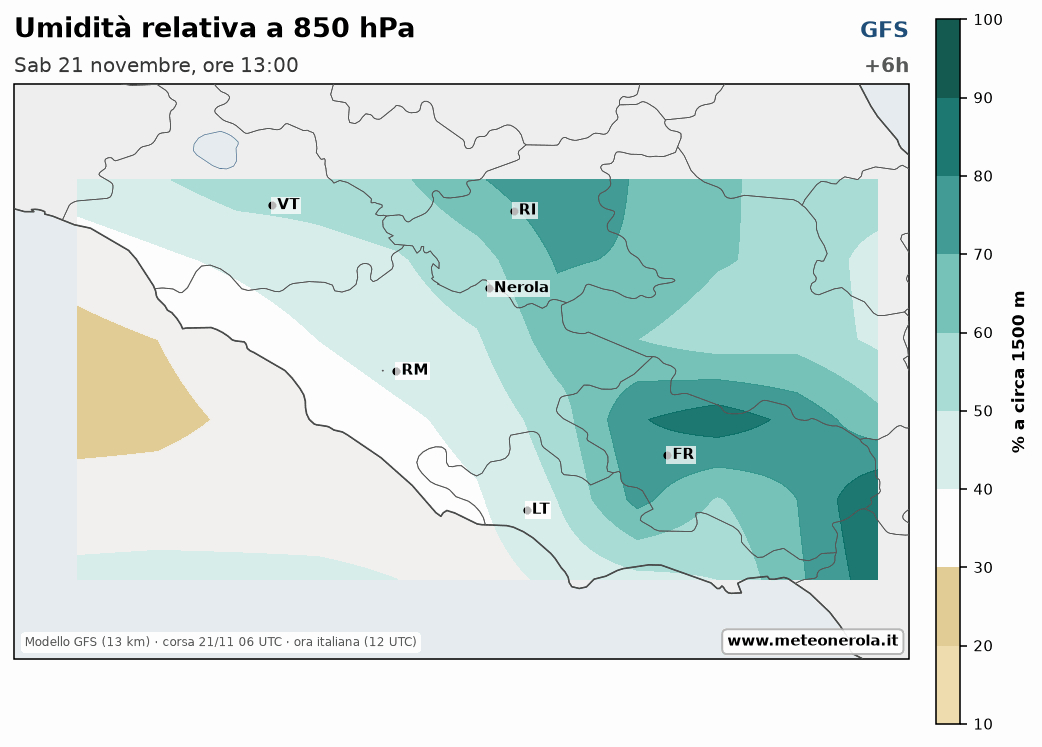 Umidità relativa a 850 hPa
GFS
Sab 21 novembre, ore 13:00
+6h
VT
RI
Nerola
RM
FR
LT
100
90
80
70
60
50
40
30
20
10
% a circa 1500 m
Modello GFS (13 km) · corsa 21/11 06 UTC · ora italiana (12 UTC)
www.meteonerola.it